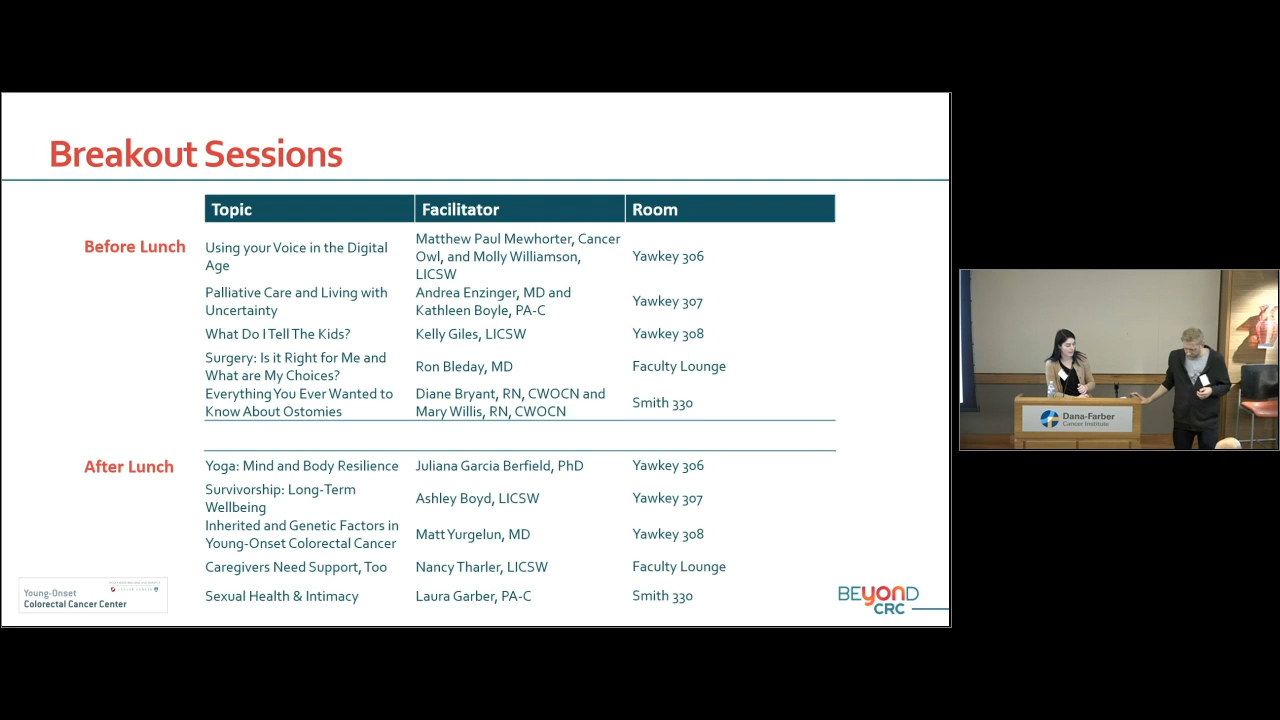 Breakout Sessions
Topic Facilitator Room
Before Lunch
Using your Voice in the Digital
Age
Matthew Paul Mewhorter, Cancer
Owl, and Molly Williamson,
LICSW
Yawkey 306
Palliative Care and Living with
Uncertainty
Andrea Enzinger, MD and
Kathleen Boyle, PA-C
Yawkey 307
What Do I Tell The Kids?
Kelly Giles, LICSW
Yawkey 308
Surgery: Is it Right for Me and
What are My Choices?
Ron Bleday, MD
Faculty Lounge
Everything You Ever Wanted to
Know About Ostomies
Diane Bryant, RN, CWOCN and
Mary Willis, RN, CWOCN
Smith 330
After Lunch
Yoga: Mind and Body Resilience
Juliana Garcia Berfield, PhD
Yawkey 306
Survivorship: Long-Term
Wellbeing
Ashley Boyd, LICSW
Yawkey 307
Inherited and Genetic Factors in
Young-Onset Colorectal Cancer
Matt Yurgelun, MD
Yawkey 308
Caregivers Need Support, Too
Nancy Tharler, LICSW
Faculty Lounge
Sexual Health & Intimacy
Laura Garber, PA-C
Smith 330
Young-Onset
Colorectal Cancer Center
BEYOND
CRC
Dana-Farber
Cancer Institute